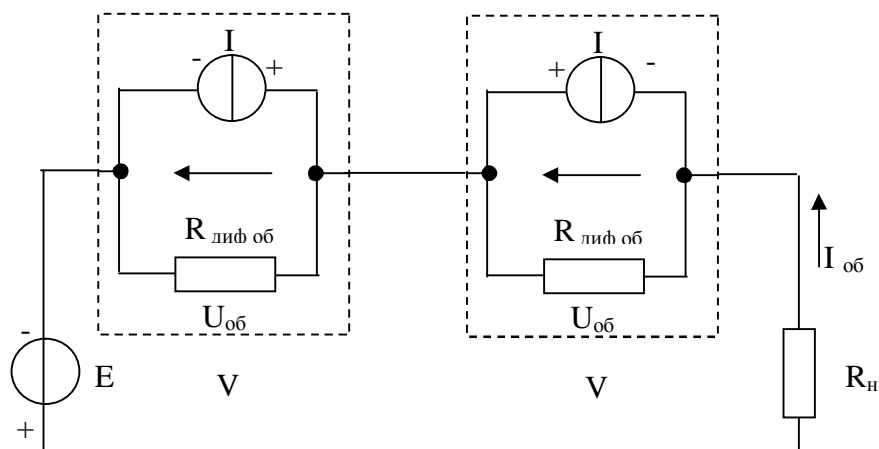 I
- +
R диф об
U об
V
I
+ -
R диф об
U об
V
I об
-
E
+
R н